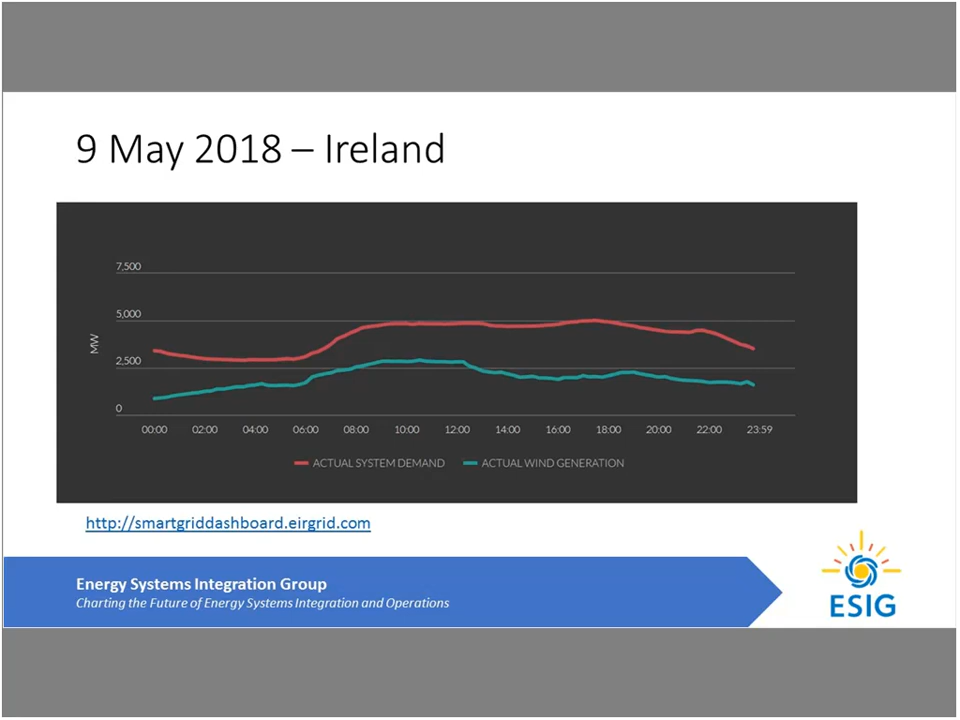 9 May 2018 – Ireland
7,500
5,000
2,500
0
MW
00:00 02:00 04:00 06:00 08:00 10:00 12:00 14:00 16:00 18:00 20:00 22:00 23:59
ACTUAL SYSTEM DEMAND ACTUAL WIND GENERATION
http://smartgriddashboard.eirgrid.com
Energy Systems Integration Group
Charting the Future of Energy Systems Integration and Operations
ESIG